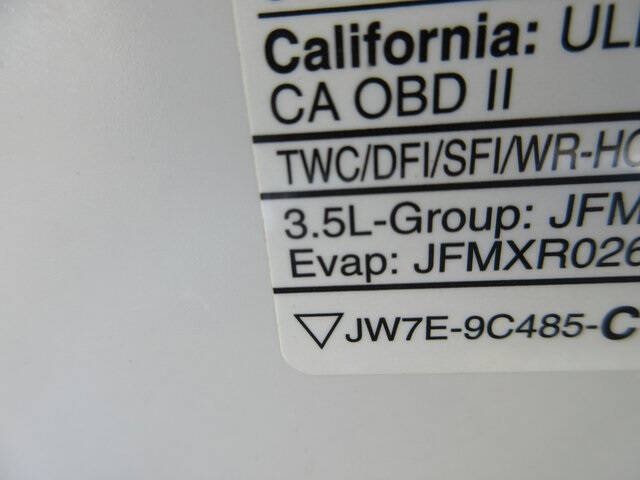 California: UL
CA OBD II
TWC/DFI/SFI/WR-HO
3.5L-Group: JFM
Evap: JFMXR026
▽JW7E-9C485-C